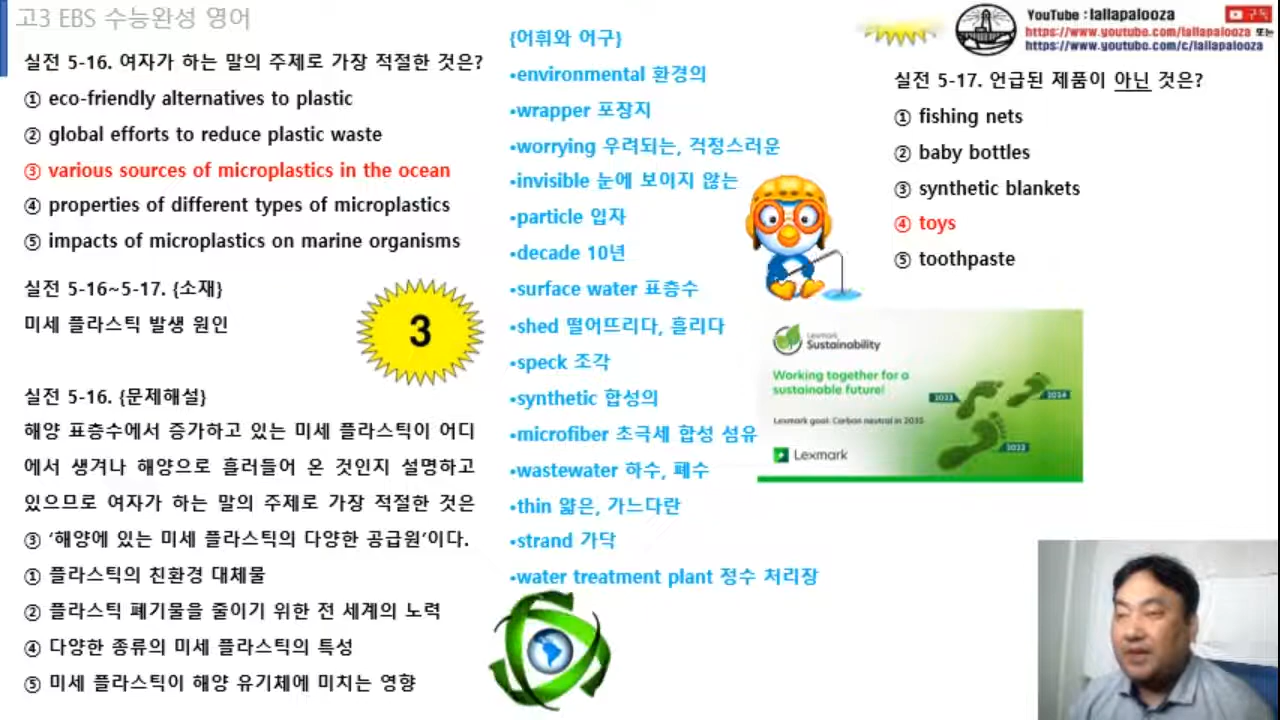 고3 EBS 수능완성 영어
실전 5-16. 여자가 하는 말의 주제로 가장 적절한 것은?
① eco-friendly alternatives to plastic
② global efforts to reduce plastic waste
③ various sources of microplastics in the ocean
④ properties of different types of microplastics
⑤ impacts of microplastics on marine organisms
실전 5-16~5-17. {소재}
미세 플라스틱 발생 원인
3
실전 5-16. {문제해설}
해양 표층수에서 증가하고 있는 미세 플라스틱이 어디
에서 생겨나 해양으로 흘러들어 온 것인지 설명하고
있으므로 여자가 하는 말의 주제로 가장 적절한 것은
③ ‘해양에 있는 미세 플라스틱의 다양한 공급원’이다.
① 플라스틱의 친환경 대체물
② 플라스틱 폐기물을 줄이기 위한 전 세계의 노력
④ 다양한 종류의 미세 플라스틱의 특성
⑤ 미세 플라스틱이 해양 유기체에 미치는 영향
{어휘와 어구}
•environmental 환경의
•wrapper 포장지
•worrying 우려되는, 걱정스러운
•invisible 눈에 보이지 않는
•particle 입자
•decade 10년
•surface water 표층수
•shed 떨어뜨리다, 흘리다
•speck 조각
•synthetic 합성의
•microfiber 초극세 합성 섬유
•wastewater 하수, 폐수
•thin 얇은, 가느다란
•strand 가닥
•water treatment plant 정수 처리장
YouTube : lallapalooza
구독
https://www.youtube.com/lallapalooza 또는
https://www.youtube.com/c/lallapalooza
실전 5-17. 언급된 제품이 아닌 것은?
① fishing nets
② baby bottles
③ synthetic blankets
④ toys
⑤ toothpaste
Lexmark
Sustainability
Working together for a
sustainable future!
Lexmark goal: Carbon neutral in 2035
Lexmark